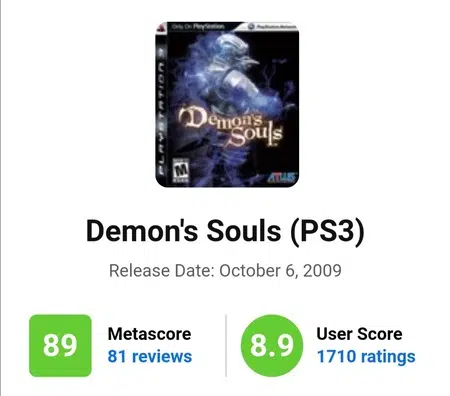 Only On PlayStation
PlayStation Network
PLAYSTATION 3
Demon's
Souls
M
ATLUS
Demon's Souls (PS3)
Release Date: October 6, 2009
89
Metascore
81 reviews
8.9
User Score
1710 ratings